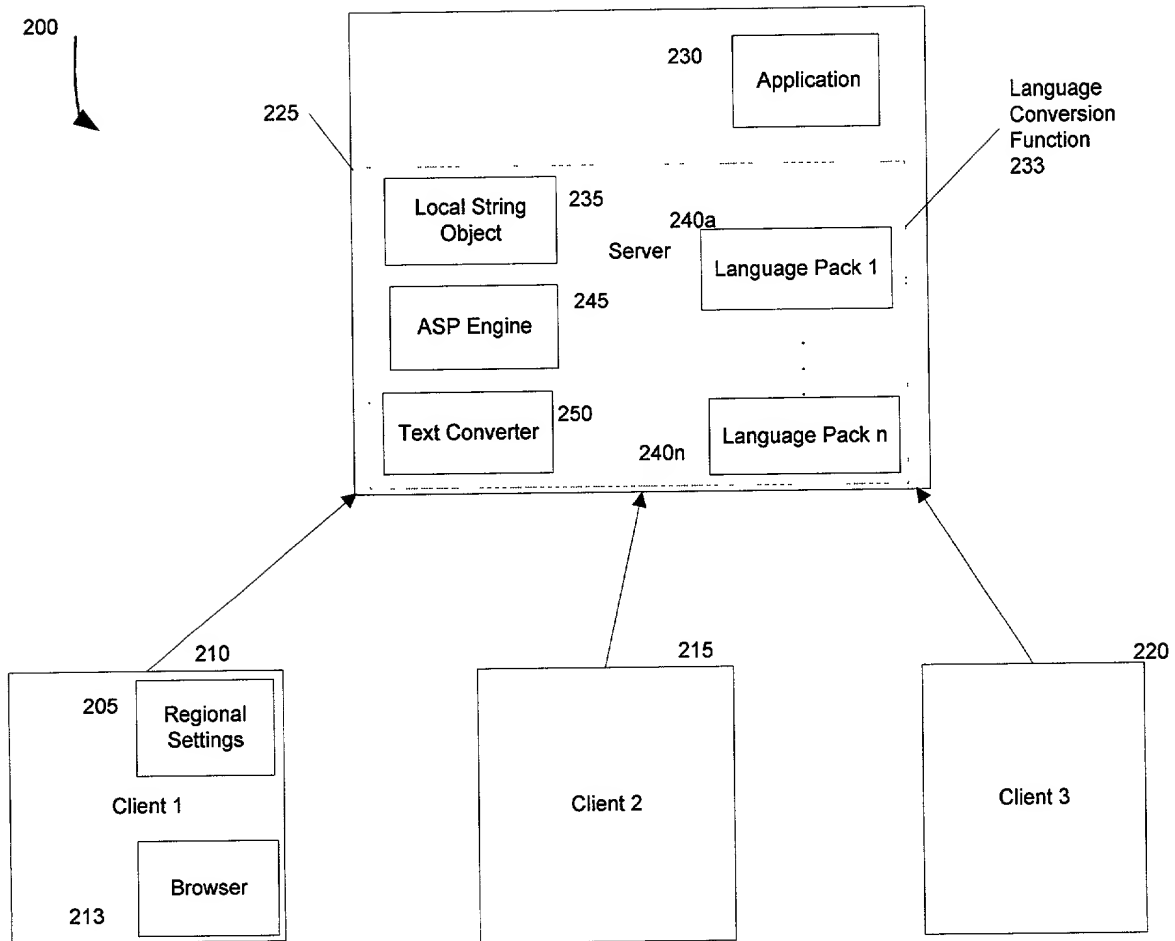 200
230
Application
225
Language
Conversion
Function
233
Local String
Object
235
Server
240a
Language Pack 1
ASP Engine
245
Text Converter
250
240n
Language Pack n
210
215
220
205
Regional
Settings
Client 1
Client 2
Client 3
Browser
213